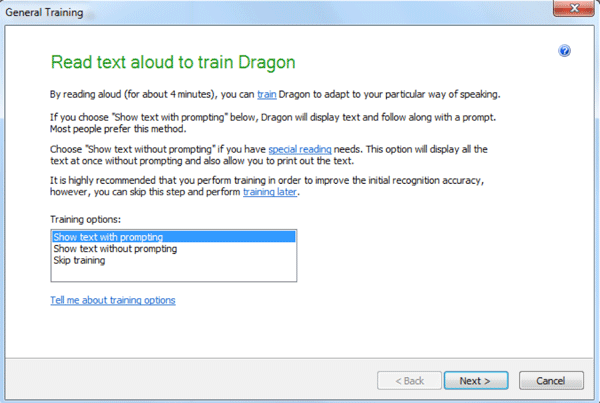 General Training
Read text aloud to train Dragon
By reading aloud (for about 4 minutes), you can train Dragon to adapt to your particular way of speaking.
If you choose "Show text with prompting" below, Dragon will display text and follow along with a prompt.
Most people prefer this method.
Choose "Show text without prompting" if you have special reading needs. This option will display all the
text at once without prompting and also allow you to print out the text.
It is highly recommended that you perform training in order to improve the initial recognition accuracy,
however, you can skip this step and perform training later.
Training options:
Show text with prompting
Show text without prompting
Skip training
Tell me about training options
< Back
Next >
Cancel